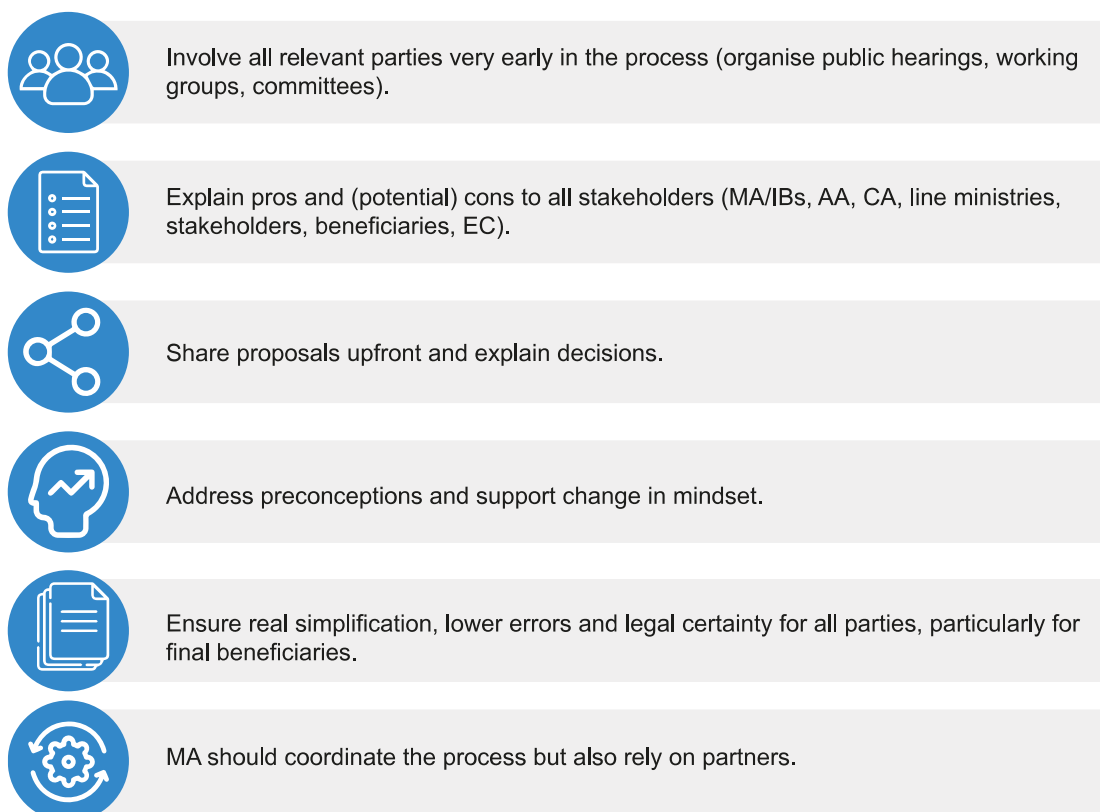 Involve all relevant parties very early in the process (organise public hearings, working
groups, committees).
Explain pros and (potential) cons to all stakeholders (MA/IBs, AA, CA, line ministries,
stakeholders, beneficiaries, EC).
Share proposals upfront and explain decisions.
Address preconceptions and support change in mindset.
Ensure real simplification, lower errors and legal certainty for all parties, particularly for
final beneficiaries.
MA should coordinate the process but also rely on partners.